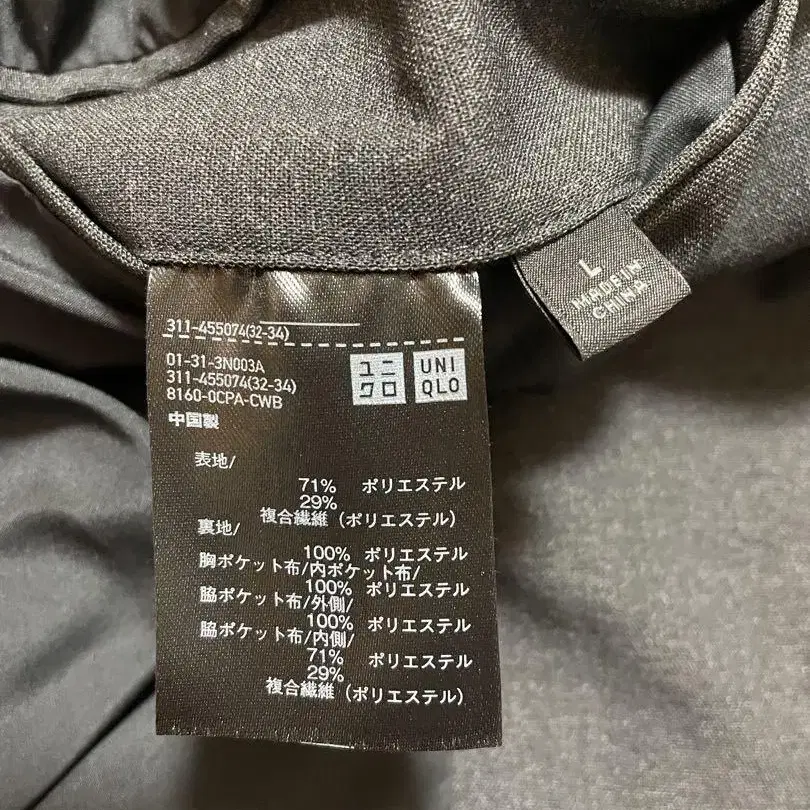 311-455074(32-34)
01-31-3N003A
311-455074(32-34)
8160-0CPA-CWB
中国製
ユニ
クロ
UNI
QLO
表地/
71% ポリエステル
29%
複合繊維(ポリエステル)
裏地/
100% ポリエステル
胸ポケット布/内ポケット布/
100% ポリエステル
脇ポケット布/外側/
100% ポリエステル
脇ポケット布/内側/
71% ポリエステル
29%
複合繊維(ポリエステル)
L
MADE IN
CHINA